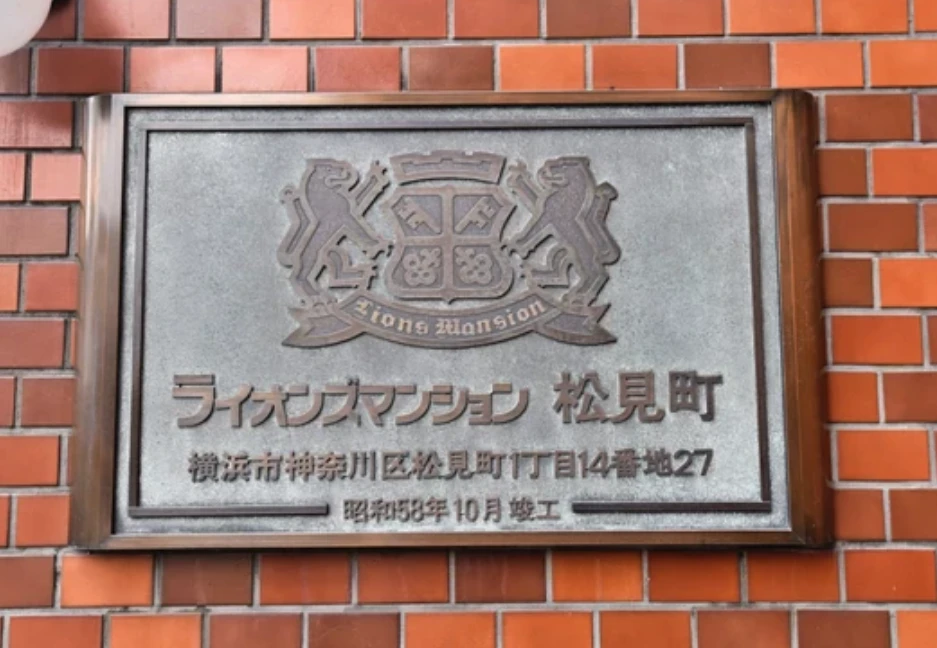 Lions Mansion
ライオンズマンション 松見町
横浜市神奈川区松見町1丁目14番地27
昭和58年10月竣工